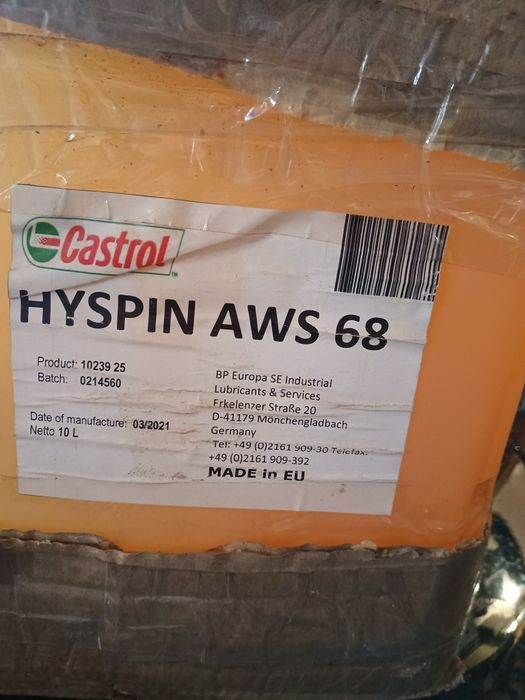 Castrol
HYSPIN AWS 68
Product: 10239 25
Batch: 0214560
Date of manufacture: 03/2021
Netto 10 L
BP Europa SE Industrial
Lubricants & Services
Erkelenzer Straße 20
D-41179 Mönchengladbach
Germany
Tel: +49 (0)2161 909-30 Telefax:
+49 (0)2161 909-392
MADE in EU